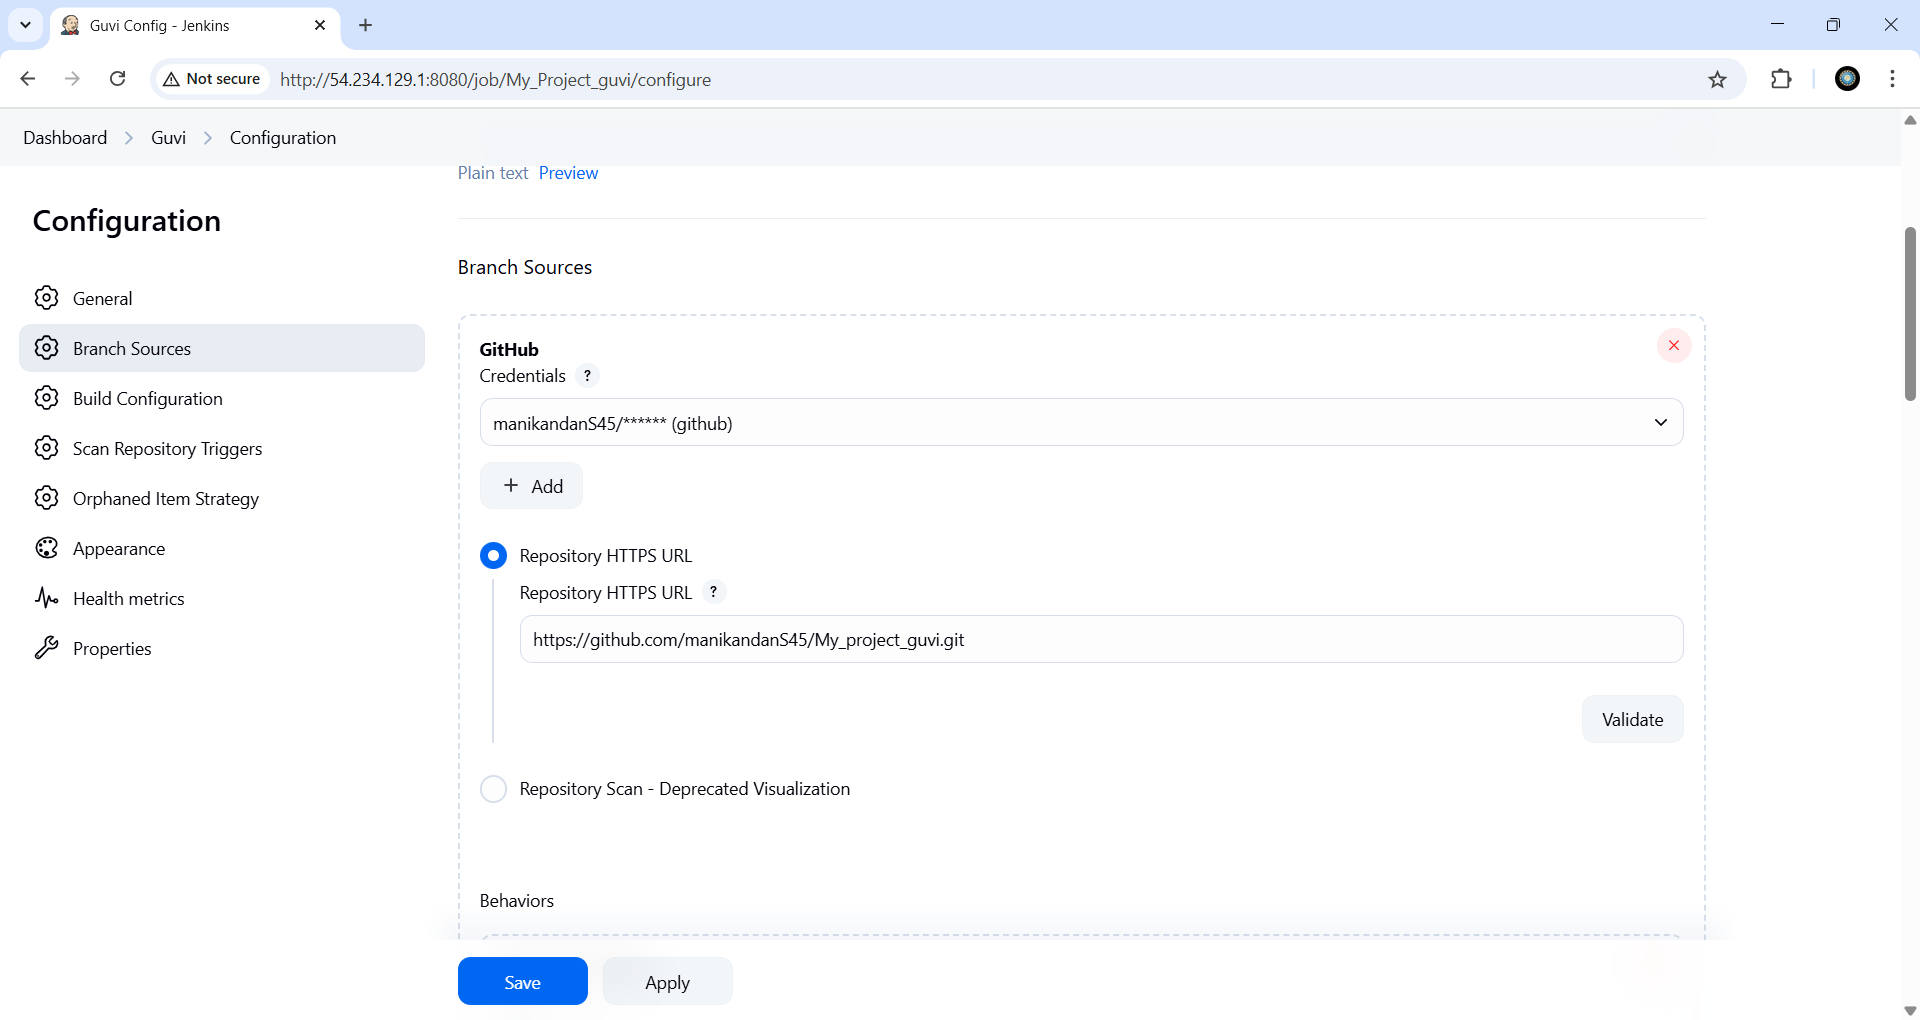 Guvi Config - Jenkins
Not secure
http://54.234.129.1:8080/job/My_Project_guvi/configure
Dashboard
Guvi
Configuration
Plain text Preview
Configuration
General
Branch Sources
Build Configuration
Scan Repository Triggers
Orphaned Item Strategy
Appearance
Health metrics
Properties
Branch Sources
GitHub
Credentials ?
manikandanS45/****** (github)
+ Add
Repository HTTPS URL
Repository HTTPS URL ?
https://github.com/manikandanS45/My_project_guvi.git
Validate
Repository Scan - Deprecated Visualization
Behaviors
Save
Apply